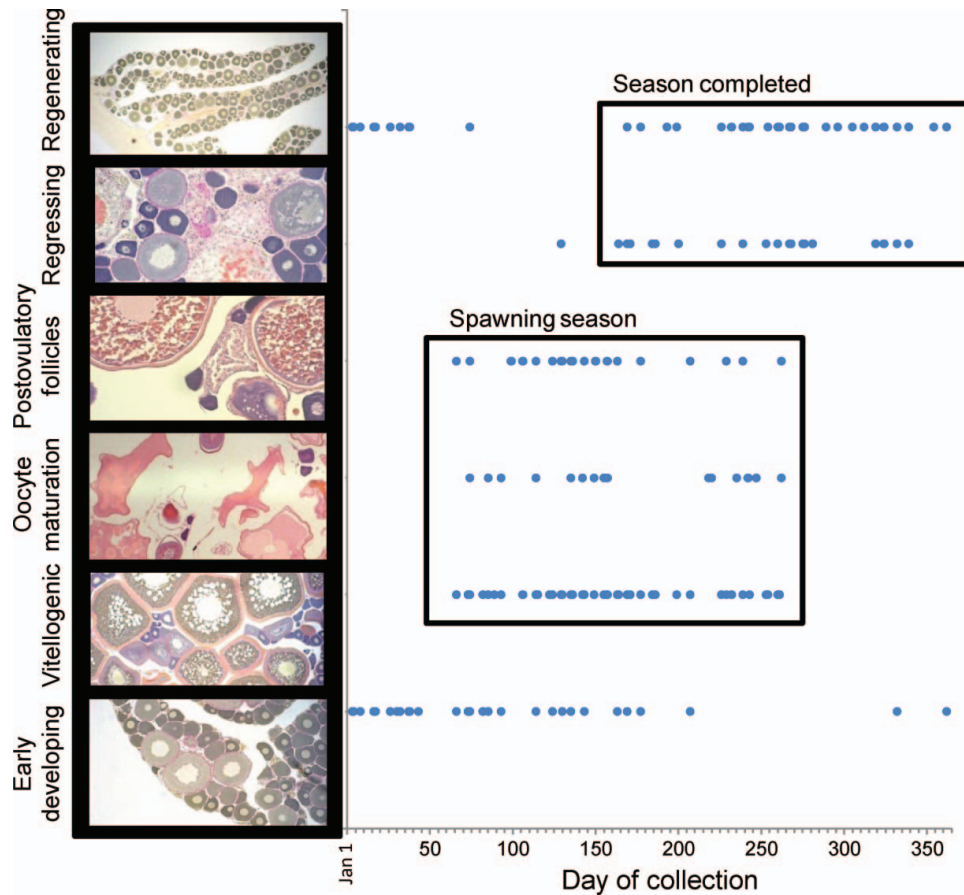 Regenerating
Season completed
Regressing
Postovulatory
follicles
Spawning season
Oocyte
maturation
Vitellogenic
Early
developing
Jan 1
50
100
150
200
250
300
350
Day of collection